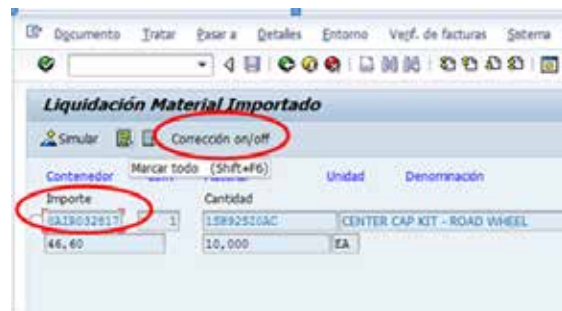 Documento Tratar Pasar a Detalles Entorno Verif. de facturas Sistema
Liquidación Material Importado
Simular Corrección on/off
Marcar todo (Shift+F6)
Contenedor Unidad Denominación
Importe Cantidad
1 CENTER CAP KIT - ROAD WHEEL
46,60 10,000 EA